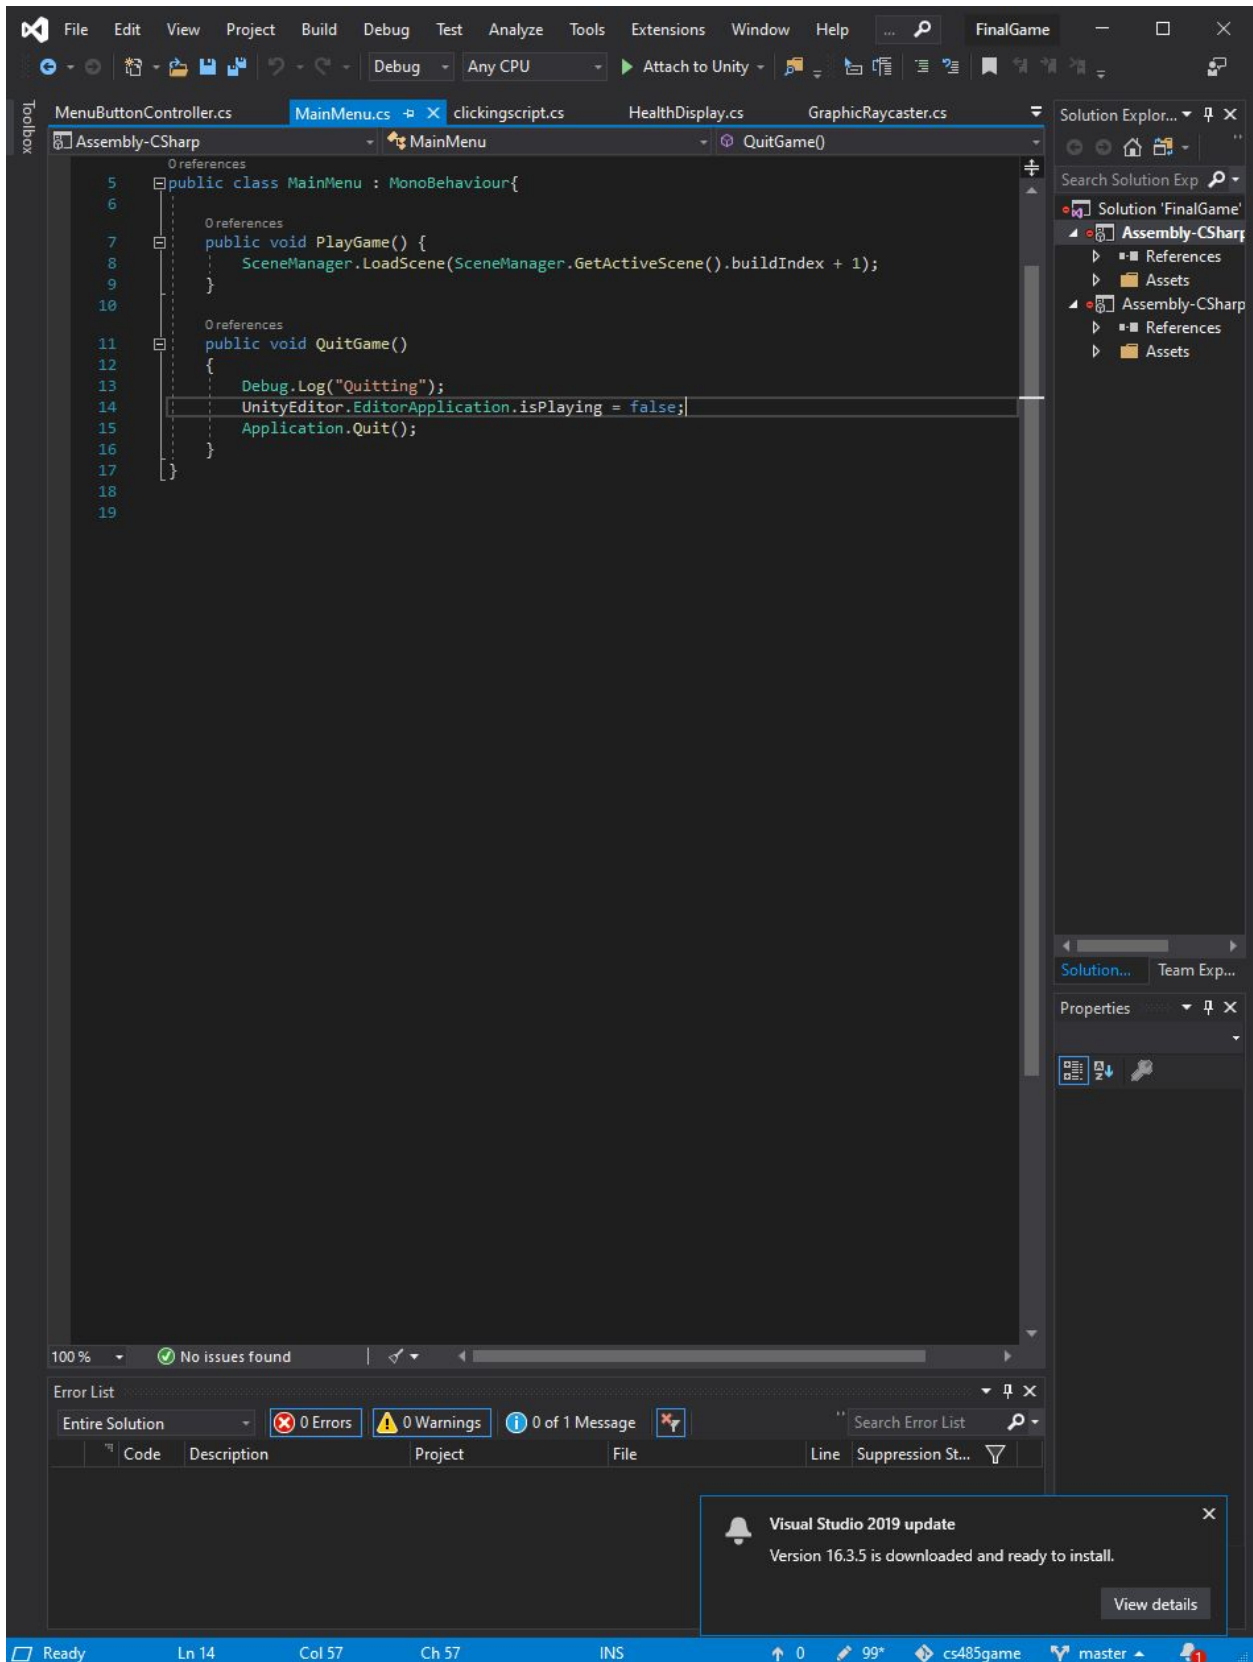 File Edit View Project Build Debug Test Analyze Tools Extensions Window Help ... FinalGame
Debug Any CPU Attach to Unity
Toolbox
MenuButtonController.cs MainMenu.cs clickingscript.cs HealthDisplay.cs GraphicRaycaster.cs
Assembly-CSharp MainMenu QuitGame()
0 references
5 public class MainMenu : MonoBehaviour{
6
0 references
7 public void PlayGame() {
8 SceneManager.LoadScene(SceneManager.GetActiveScene().buildIndex + 1);
9 }
10
0 references
11 public void QuitGame()
12 {
13 Debug.Log("Quitting");
14 UnityEditor.EditorApplication.isPlaying = false;
15 Application.Quit();
16 }
17 }
18
19
100 % No issues found
Solution Explor...
Search Solution Exp
Solution 'FinalGame'
Assembly-CSharp
References
Assets
Assembly-CSharp
References
Assets
Solution... Team Exp...
Properties
Error List
Entire Solution 0 Errors 0 Warnings 0 of 1 Message Search Error List
Code Description Project File Line Suppression St...
Visual Studio 2019 update
Version 16.3.5 is downloaded and ready to install.
View details
Ready Ln 14 Col 57 Ch 57 INS 0 99* cs485game master 1